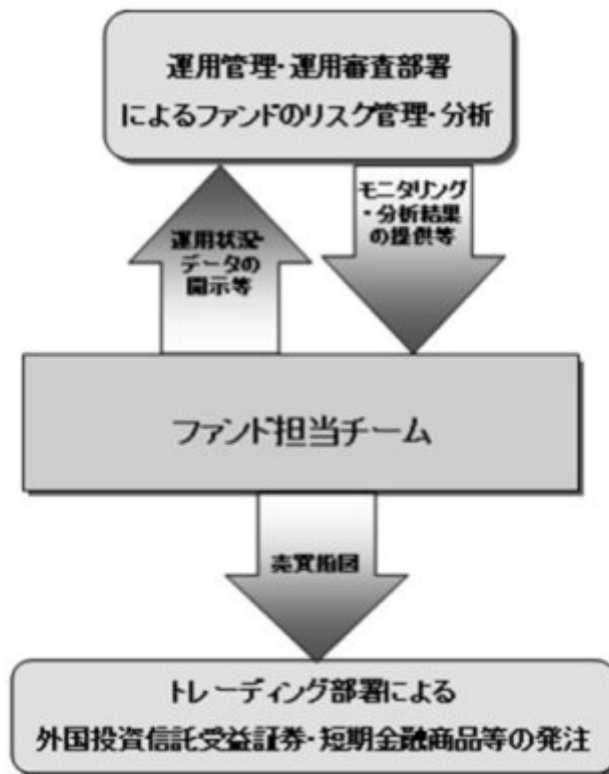 運用管理・運用審査部署
によるファンドのリスク管理・分析
モニタリング
・分析結果
の提供等
運用状況・
データの
開示等
ファンド担当チーム
売買指図
トレーディング部署による
外国投資信託受益証券・短期金融商品等の発注